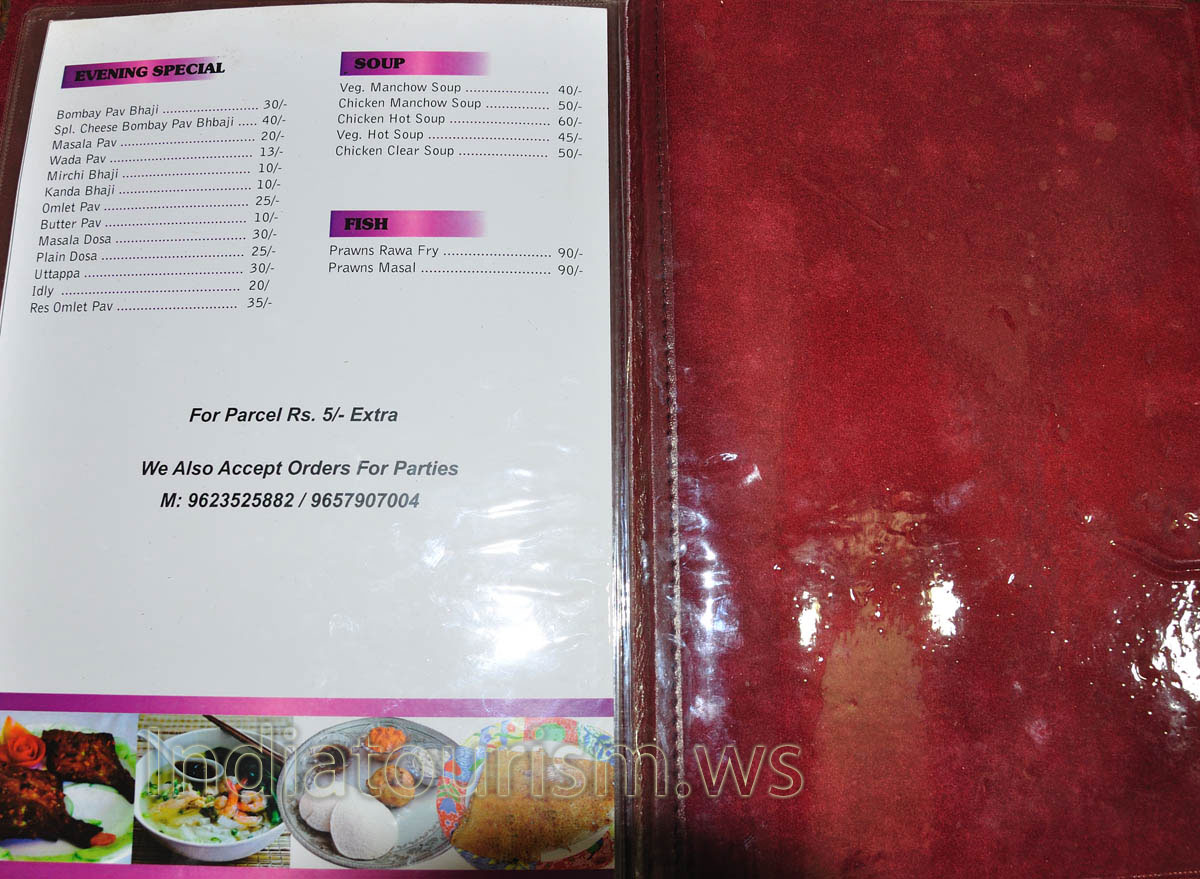 EVENING SPECIAL
Bombay Pav Bhaji ........................ 30/-
Spl. Cheese Bombay Pav Bhbaji ..... 40/-
Masala Pav .................................. 20/-
Wada Pav .................................... 13/-
Mirchi Bhaji ................................ 10/-
Kanda Bhaji ................................. 10/-
Omlet Pav .................................... 25/-
Butter Pav .................................... 10/-
Masala Dosa ................................. 30/-
Plain Dosa .................................... 25/-
Uttappa ........................................ 30/-
Idly ............................................. 20/
Res Omlet Pav .............................. 35/-
SOUP
Veg. Manchow Soup ..................... 40/-
Chicken Manchow Soup ................ 50/-
Chicken Hot Soup ......................... 60/-
Veg. Hot Soup .............................. 45/-
Chicken Clear Soup ....................... 50/-
FISH
Prawns Rawa Fry ........................... 90/-
Prawns Masal ................................ 90/-
For Parcel Rs. 5/- Extra
We Also Accept Orders For Parties
M: 9623525882 / 9657907004
Indiatourism.ws